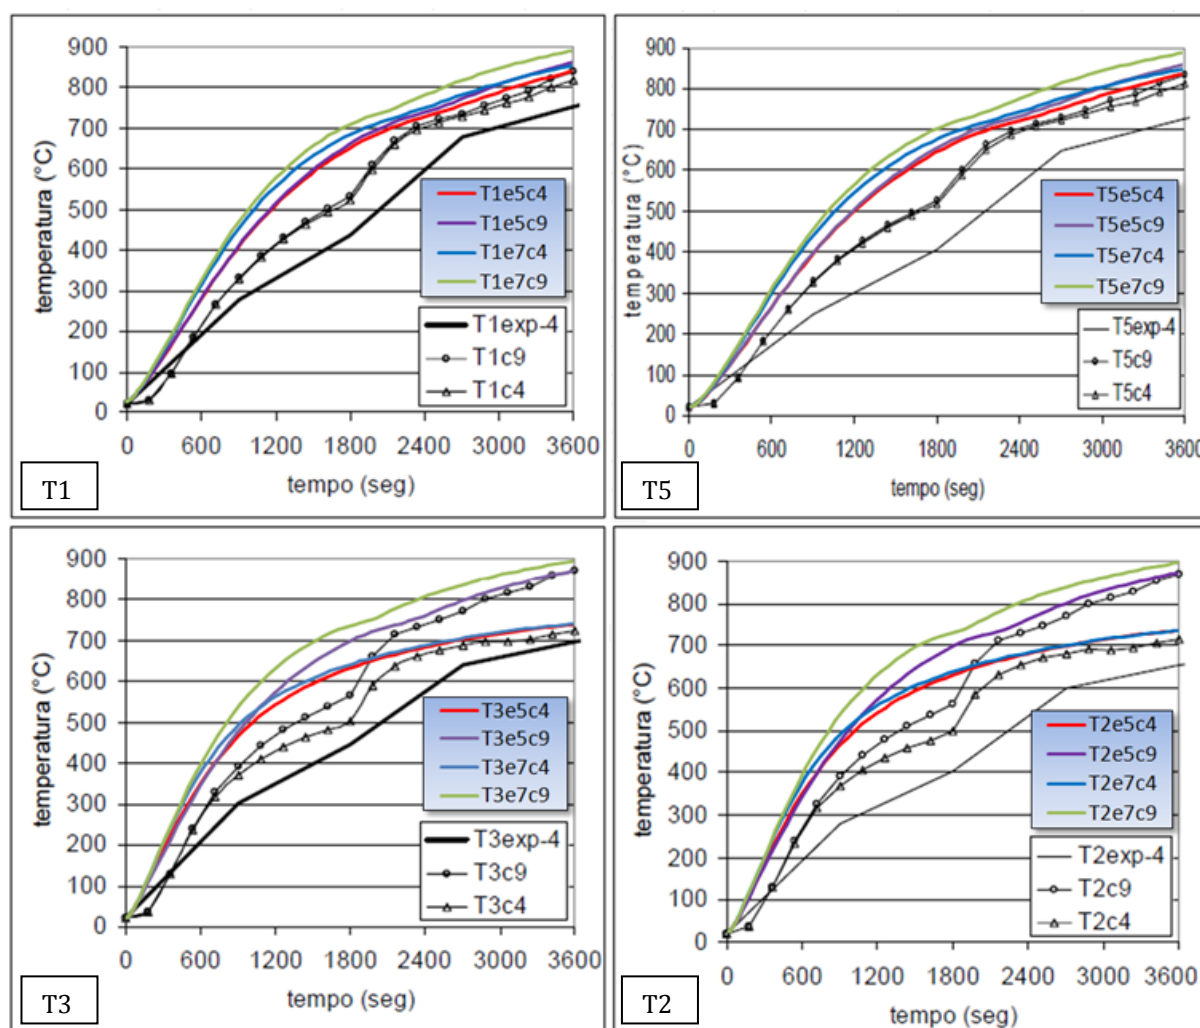 900
800
700
600
500
400
300
200
100
0
temperatura (°C)
T1e5c4
T1e5c9
T1e7c4
T1e7c9
T1exp-4
T1c9
T1c4
0 600 1200 1800 2400 3000 3600
tempo (seg)
T1
900
800
700
600
500
400
300
200
100
0
temperatura (°C)
T5e5c4
T5e5c9
T5e7c4
T5e7c9
T5exp-4
T5c9
T5c4
0 600 1200 1800 2400 3000 3600
tempo (seg)
T5
900
800
700
600
500
400
300
200
100
0
temperatura (°C)
T3e5c4
T3e5c9
T3e7c4
T3e7c9
T3exp-4
T3c9
T3c4
0 600 1200 1800 2400 3000 3600
tempo (seg)
T3
900
800
700
600
500
400
300
200
100
0
temperatura (°C)
T2e5c4
T2e5c9
T2e7c4
T2e7c9
T2exp-4
T2c9
T2c4
0 600 1200 1800 2400 3000 3600
tempo (seg)
T2